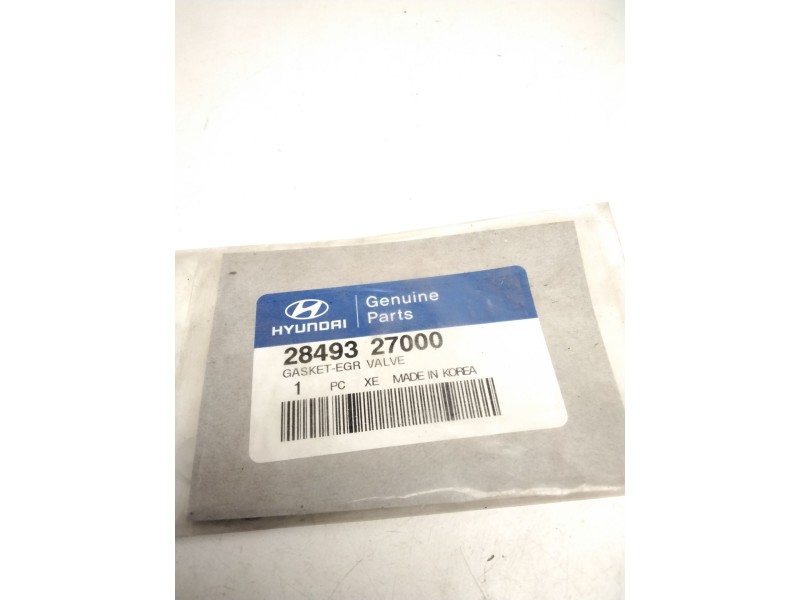 HYUNDAI
Genuine
Parts
28493 27000
GASKET-EGR VALVE
1 PC XE MADE IN KOREA